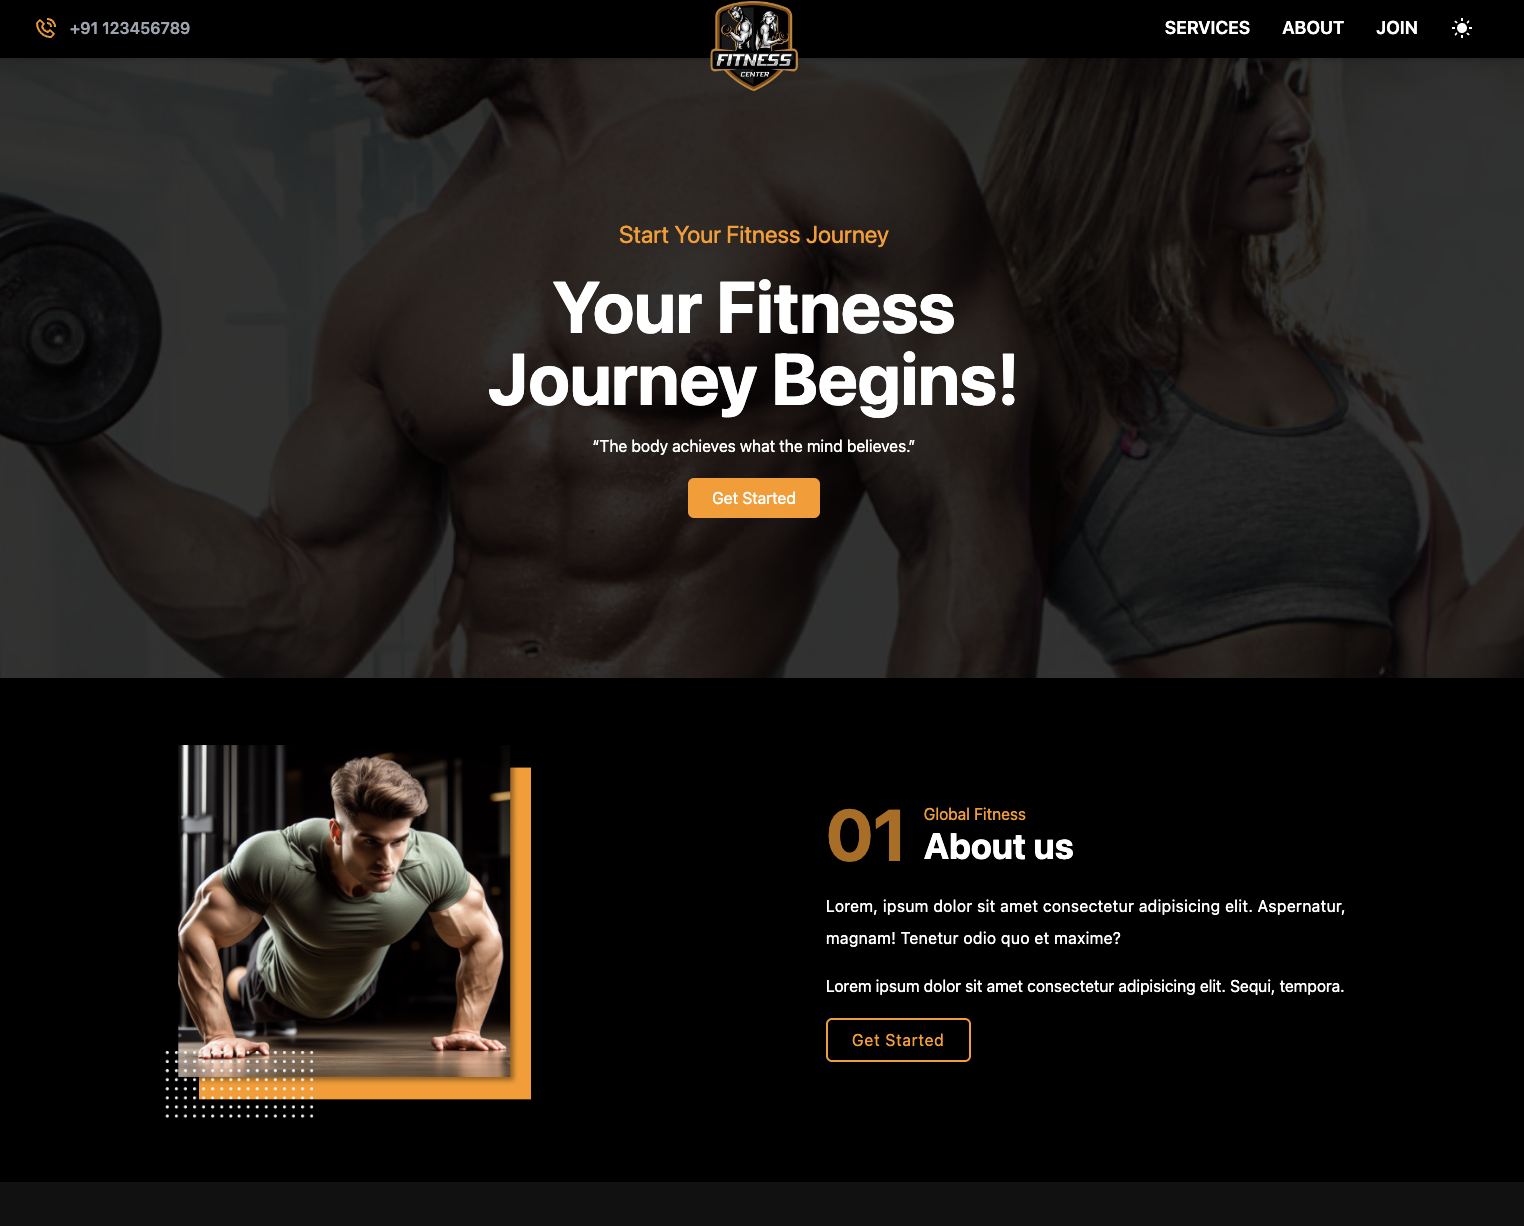 +91 123456789
FITNESS
CENTER
SERVICES ABOUT JOIN
Start Your Fitness Journey
Your Fitness
Journey Begins!
“The body achieves what the mind believes.”
Get Started
01
Global Fitness
About us
Lorem, ipsum dolor sit amet consectetur adipisicing elit. Aspernatur,
magnam! Tenetur odio quo et maxime?
Lorem ipsum dolor sit amet consectetur adipisicing elit. Sequi, tempora.
Get Started